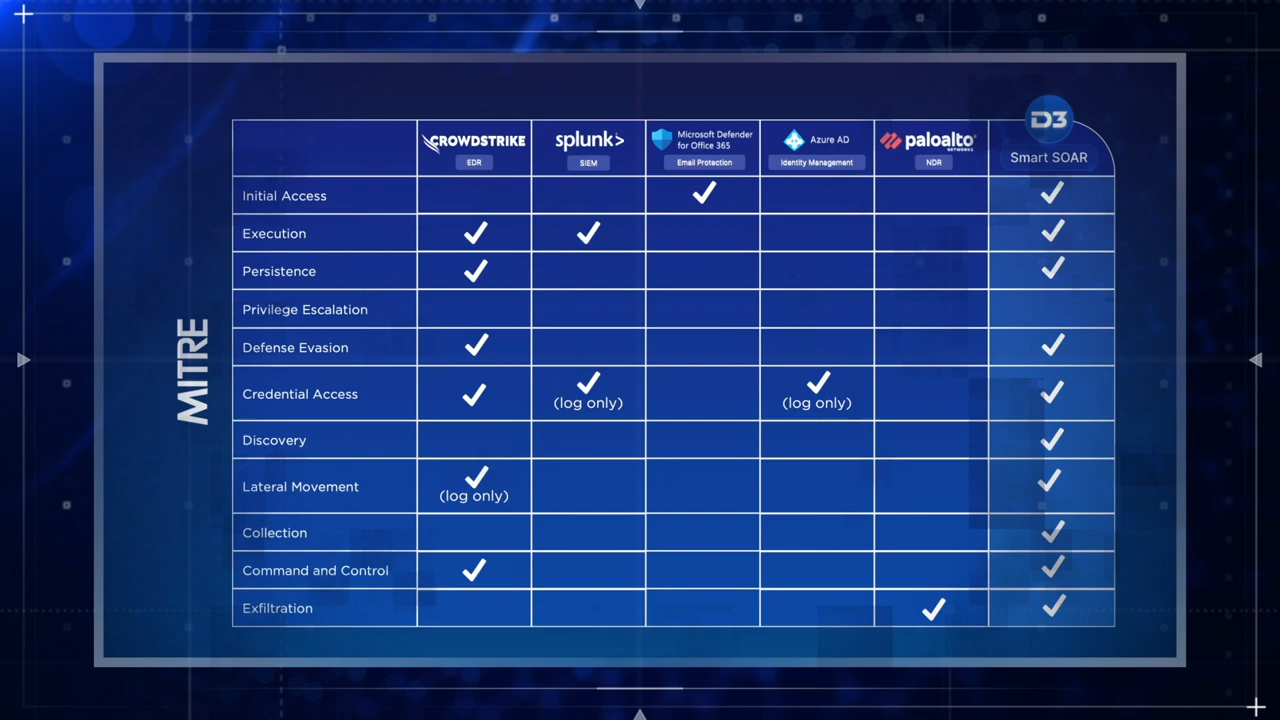 CROWDSTRIKE
EDR
splunk>
SIEM
Microsoft Defender
for Office 365
Email Protection
Azure AD
Identity Management
paloalto
NETWORKS
NDR
D3
Smart SOAR
MITRE
Initial Access
Execution
Persistence
Privilege Escalation
Defense Evasion
Credential Access
(log only)
(log only)
Discovery
Lateral Movement
(log only)
Collection
Command and Control
Exfiltration